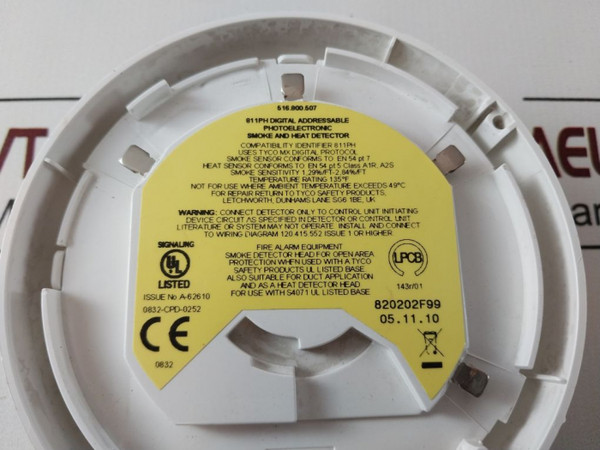 516.800.507
811PH DIGITAL ADDRESSABLE
PHOTOELECTRONIC
SMOKE AND HEAT DETECTOR
COMPATIBILITY IDENTIFIER 811PH
USES TYCO MX DIGITAL PROTOCOL
SMOKE SENSOR CONFORMS TO EN 54 pt 7
HEAT SENSOR CONFORMS TO EN 54 pt 5 Class A1R, A2S
SMOKE SENSITIVITY 1.29%/FT-2.84%/FT
TEMPERATURE RATING 135°F
NOT FOR USE WHERE AMBIENT TEMPERATURE EXCEEDS 49°C
FOR REPAIR RETURN TO TYCO SAFETY PRODUCTS,
LETCHWORTH, DUNHAMS LANE SG6 1BE, UK
WARNING: CONNECT DETECTOR ONLY TO CONTROL UNIT INITIATING
DEVICE CIRCUIT AS SPECIFIED IN DETECTOR OR CONTROL UNIT
LITERATURE OR SYSTEM MAY NOT OPERATE INSTALL AND CONNECT
TO WIRING DIAGRAM 120 415 552 ISSUE 1 OR HIGHER.
SIGNALING
UL
LISTED
ISSUE No. A-62610
0832-CPD-0252
CE
0832
FIRE ALARM EQUIPMENT
SMOKE DETECTOR HEAD FOR OPEN AREA
PROTECTION WHEN USED WITH A TYCO
SAFETY PRODUCTS UL LISTED BASE.
ALSO SUITABLE FOR DUCT APPLICATION
AND AS A HEAT DETECTOR HEAD
FOR USE WITH S4071 UL LISTED BASE
LPCB
143r/01
820202F99
05.11.10